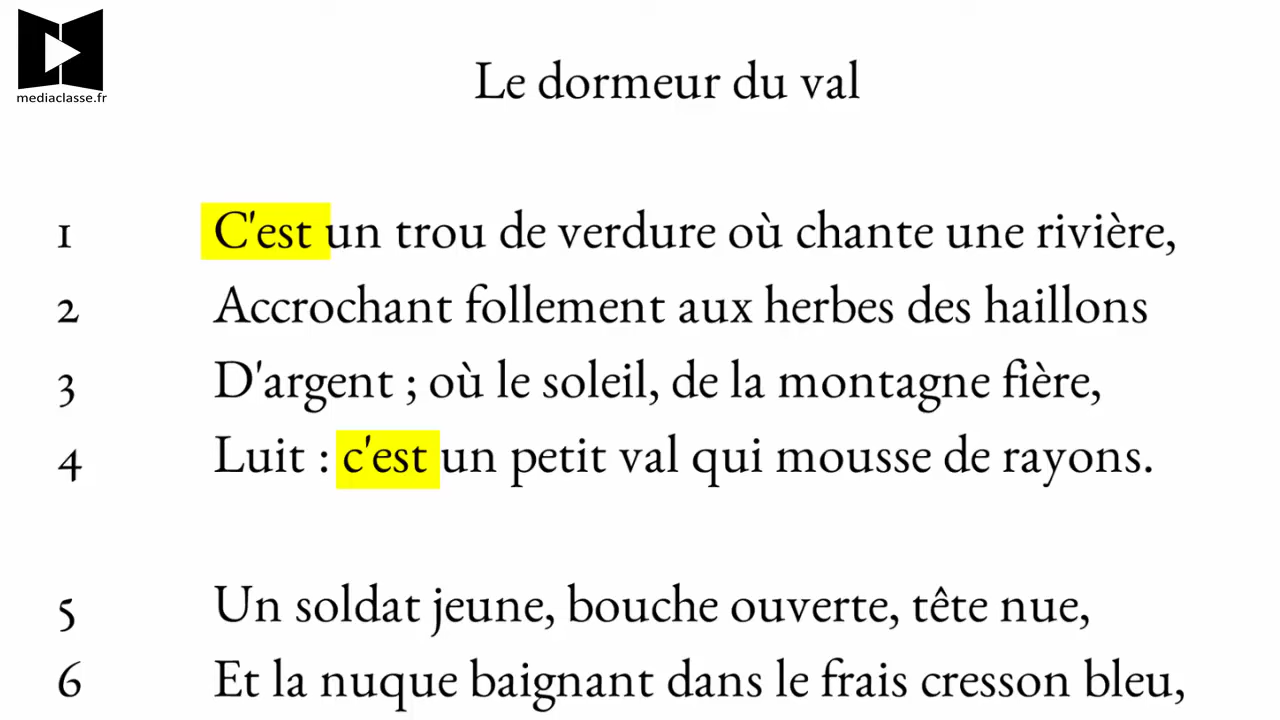 mediaclasse.fr
Le dormeur du val
1 C'est un trou de verdure où chante une rivière,
2 Accrochant follement aux herbes des haillons
3 D'argent ; où le soleil, de la montagne fière,
4 Luit : c'est un petit val qui mousse de rayons.
5 Un soldat jeune, bouche ouverte, tête nue,
6 Et la nuque baignant dans le frais cresson bleu,